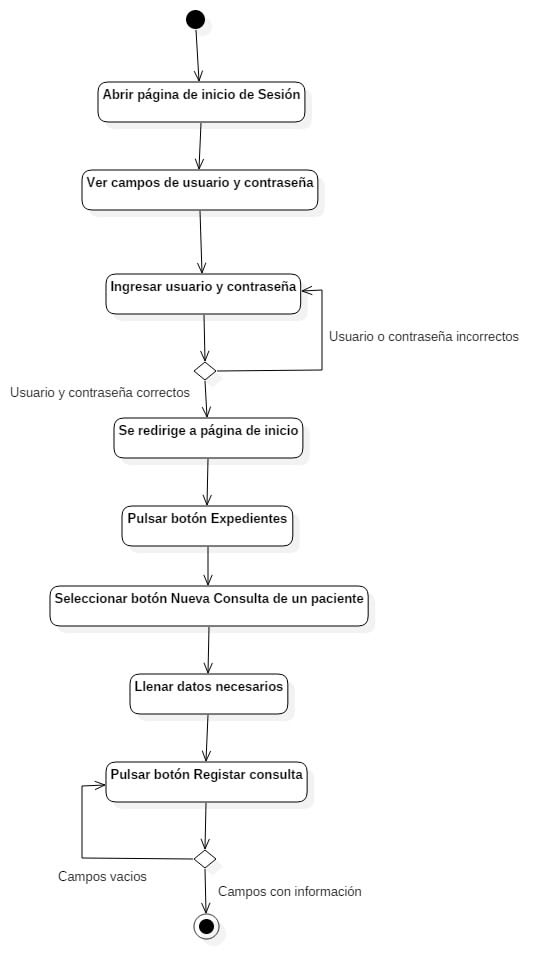 Abrir página de inicio de Sesión
Ver campos de usuario y contraseña
Ingresar usuario y contraseña
Usuario o contraseña incorrectos
Usuario y contraseña correctos
Se redirige a página de inicio
Pulsar botón Expedientes
Seleccionar botón Nueva Consulta de un paciente
Llenar datos necesarios
Pulsar botón Registar consulta
Campos vacios
Campos con información